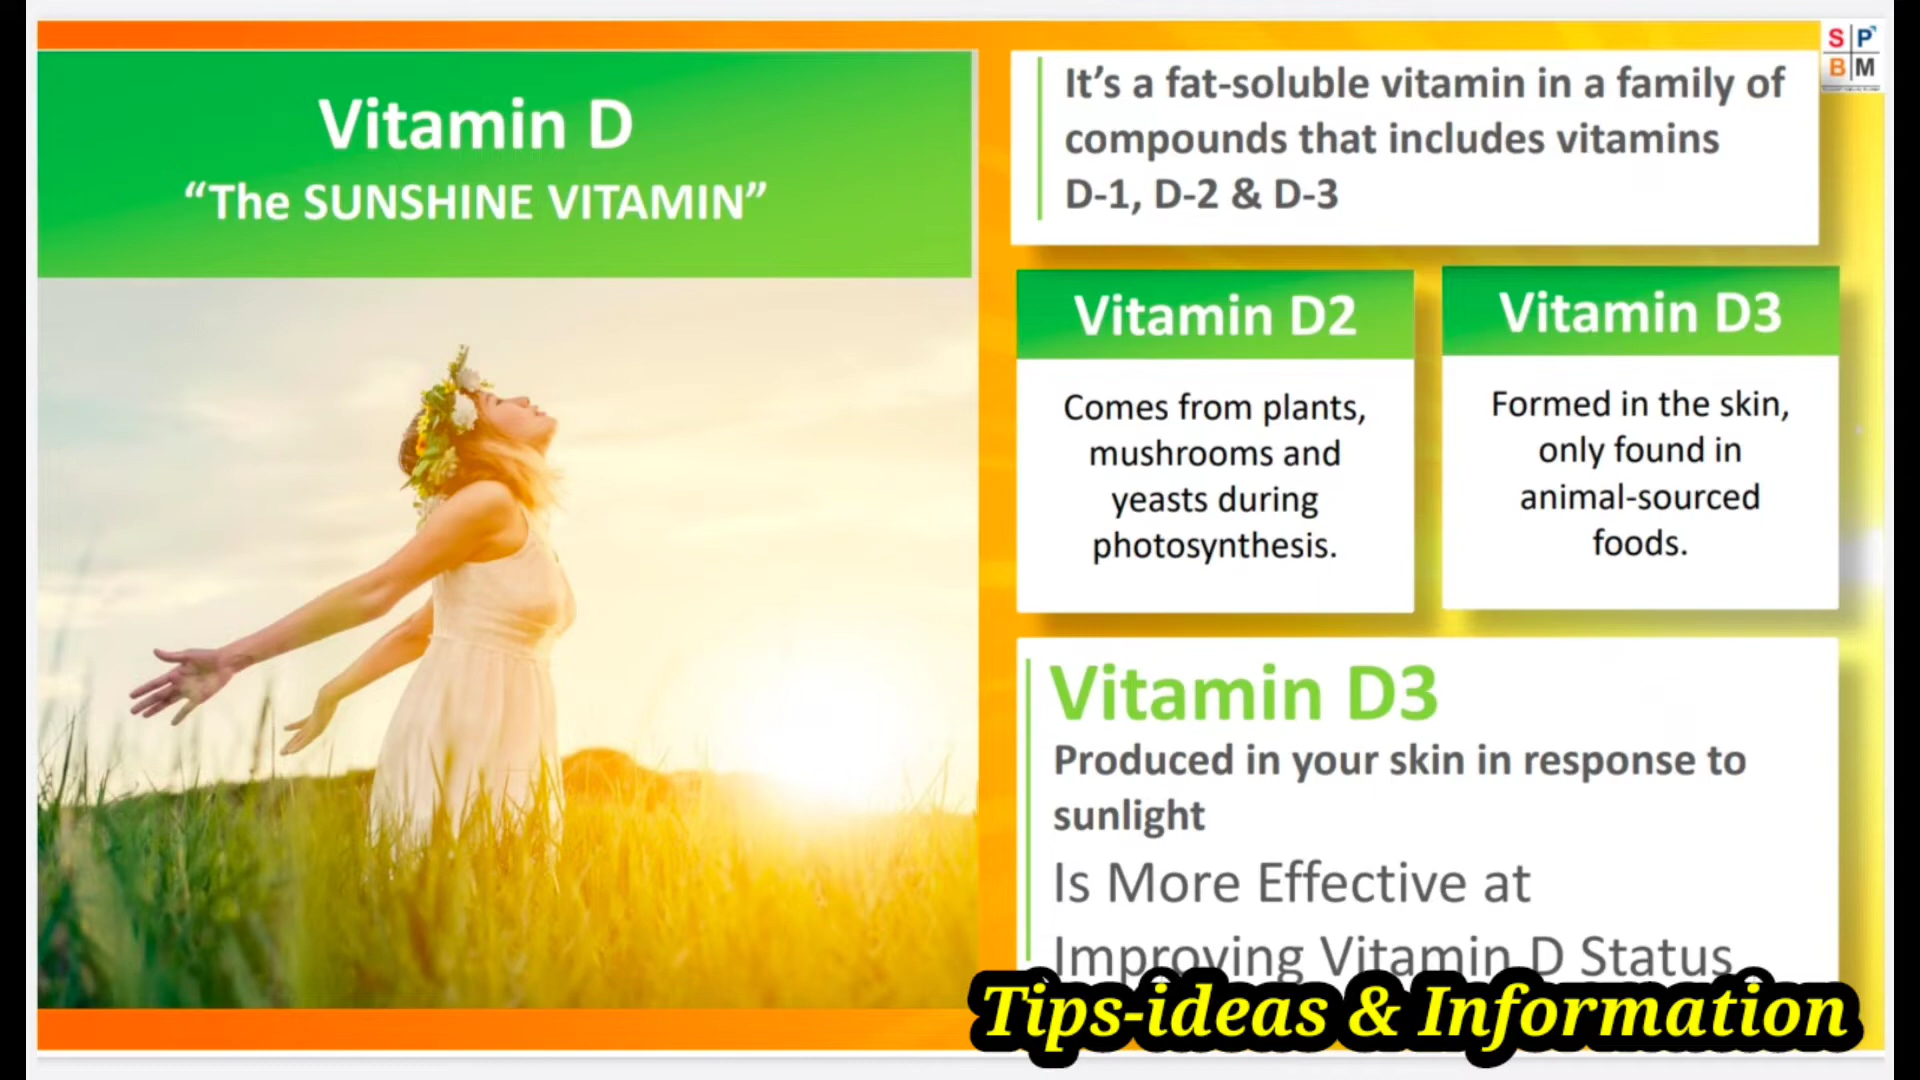 Vitamin D
“The SUNSHINE VITAMIN”
It’s a fat-soluble vitamin in a family of
compounds that includes vitamins
D-1, D-2 & D-3
S P
B M
Vitamin D2
Comes from plants,
mushrooms and
yeasts during
photosynthesis.
Vitamin D3
Formed in the skin,
only found in
animal-sourced
foods.
Vitamin D3
Produced in your skin in response to
sunlight
Is More Effective at
Improving Vitamin D Status
Tips-ideas & Information